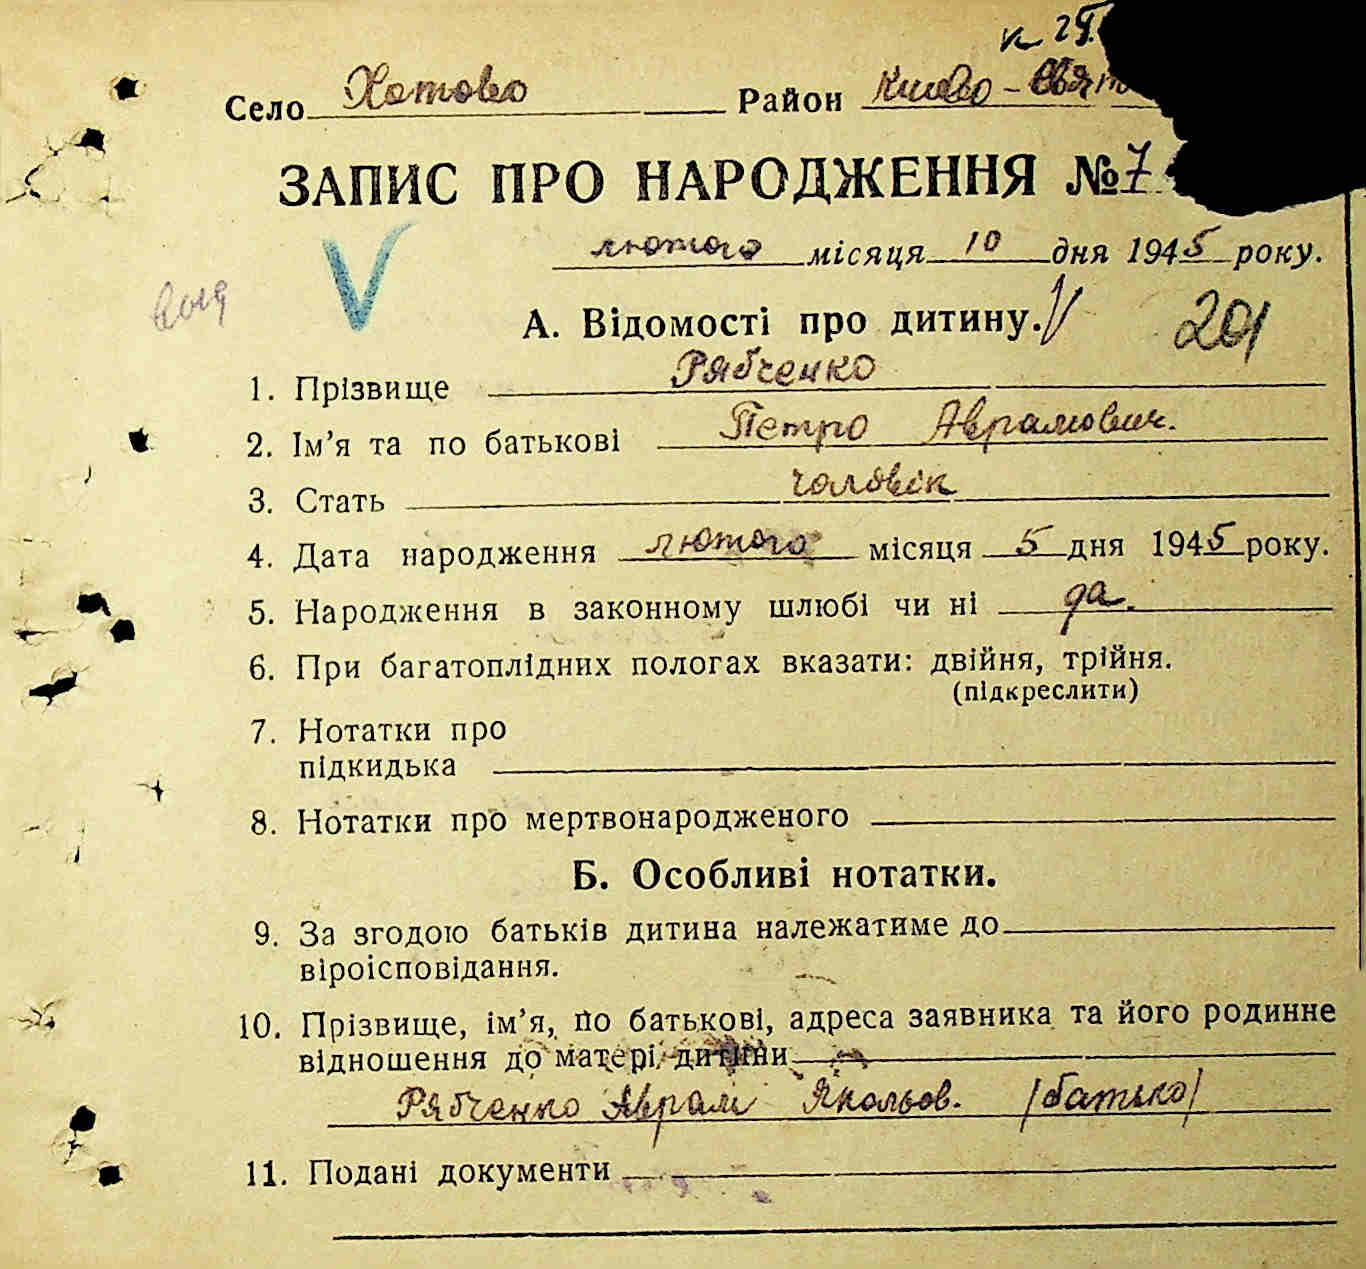 Село Хотово Район Києво-Свят
ЗАПИС ПРО НАРОДЖЕННЯ №7
лютого місяця 10 дня 1945 року.
А. Відомості про дитину. 201
1. Прізвище Рябченко
2. Ім'я та по батькові Петро Аврамович.
3. Стать чоловік
4. Дата народження лютого місяця 5 дня 1945 року.
5. Народження в законному шлюбі чи ні да.
6. При багатоплідних пологах вказати: двійня, трійня.
(підкреслити)
7. Нотатки про
підкидька
8. Нотатки про мертвонародженого
Б. Особливі нотатки.
9. За згодою батьків дитина належатиме до
віроісповідання.
10. Прізвище, ім'я, по батькові, адреса заявника та його родинне
відношення до матері, дитини
Рябченко Аврам Якольов. /батько/
11. Подані документи